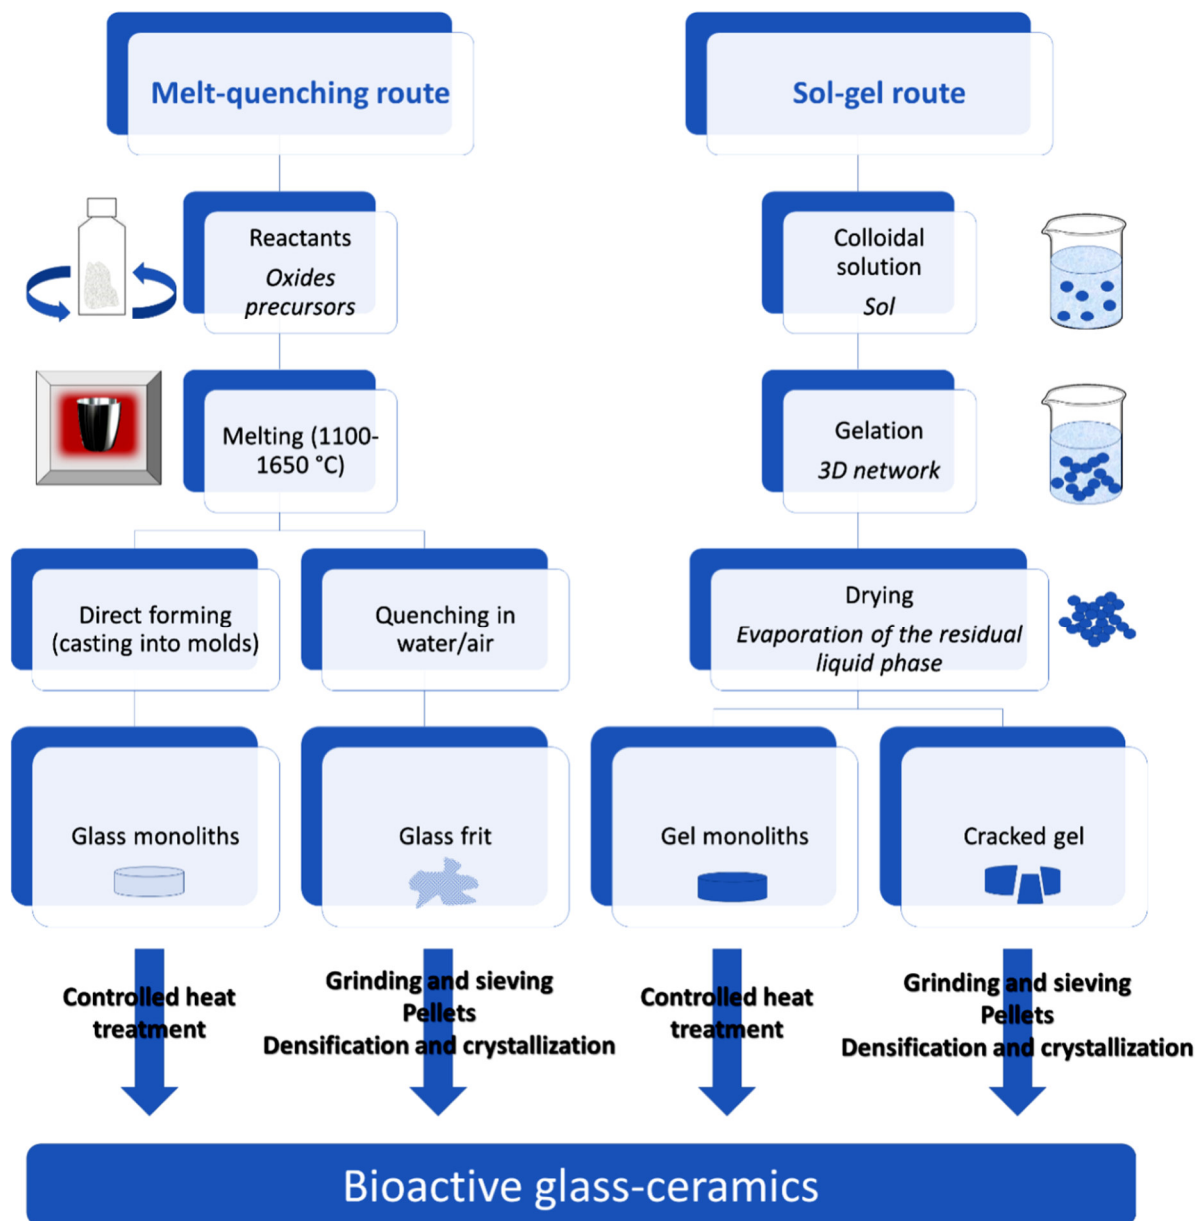 Melt-quenching route
Sol-gel route
Reactants
Oxides
precursors
Colloidal
solution
Sol
Melting (1100-
1650 °C)
Gelation
3D network
Direct forming
(casting into molds)
Quenching in
water/air
Drying
Evaporation of the residual
liquid phase
Glass monoliths
Glass frit
Gel monoliths
Cracked gel
Controlled heat
treatment
Grinding and sieving
Pellets
Densification and crystallization
Controlled heat
treatment
Grinding and sieving
Pellets
Densification and crystallization
Bioactive glass-ceramics